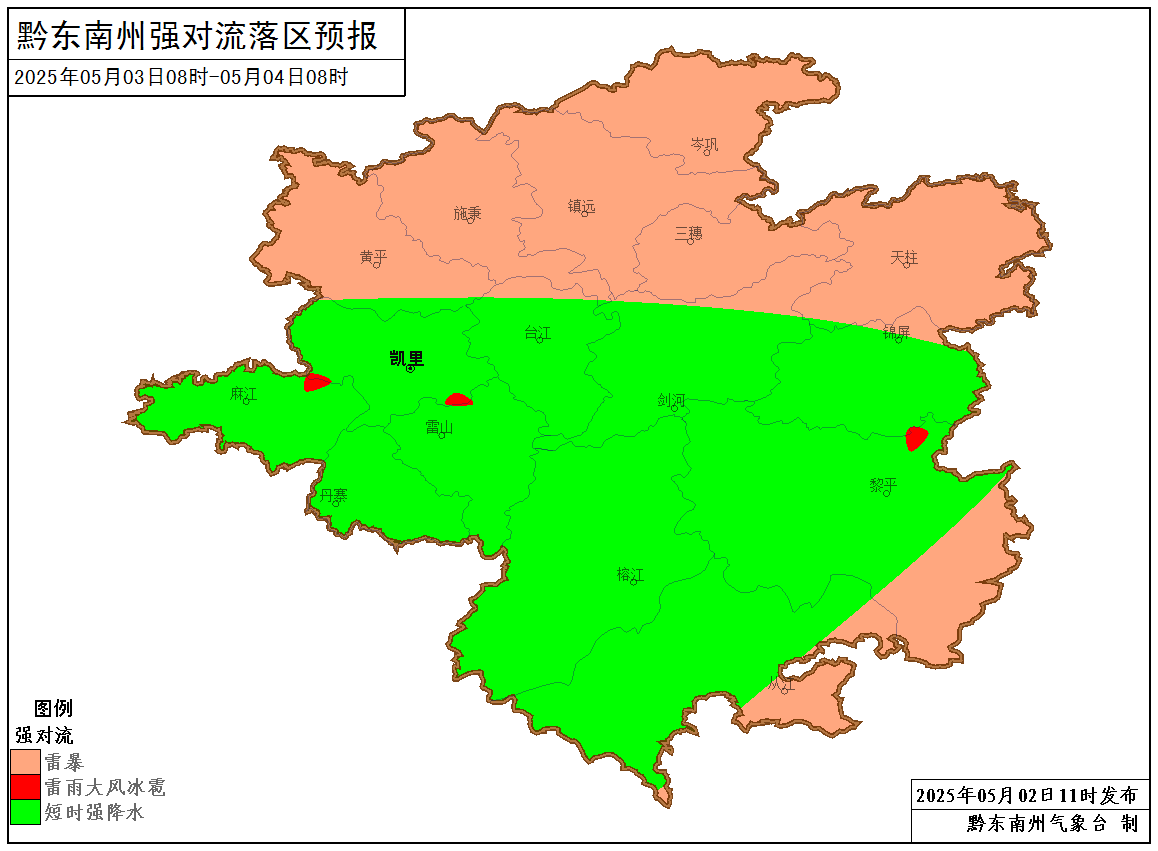 黔东南州强对流落区预报
2025年05月03日08时-05月04日08时
岑巩
施秉
镇远
三穗
黄平
天柱
台江
锦屏
凯里
麻江
剑河
雷山
黎平
丹寨
榕江
从江
图例
强对流
雷暴
雷雨大风冰雹
短时强降水
2025年05月02日11时发布
黔东南州气象台 制